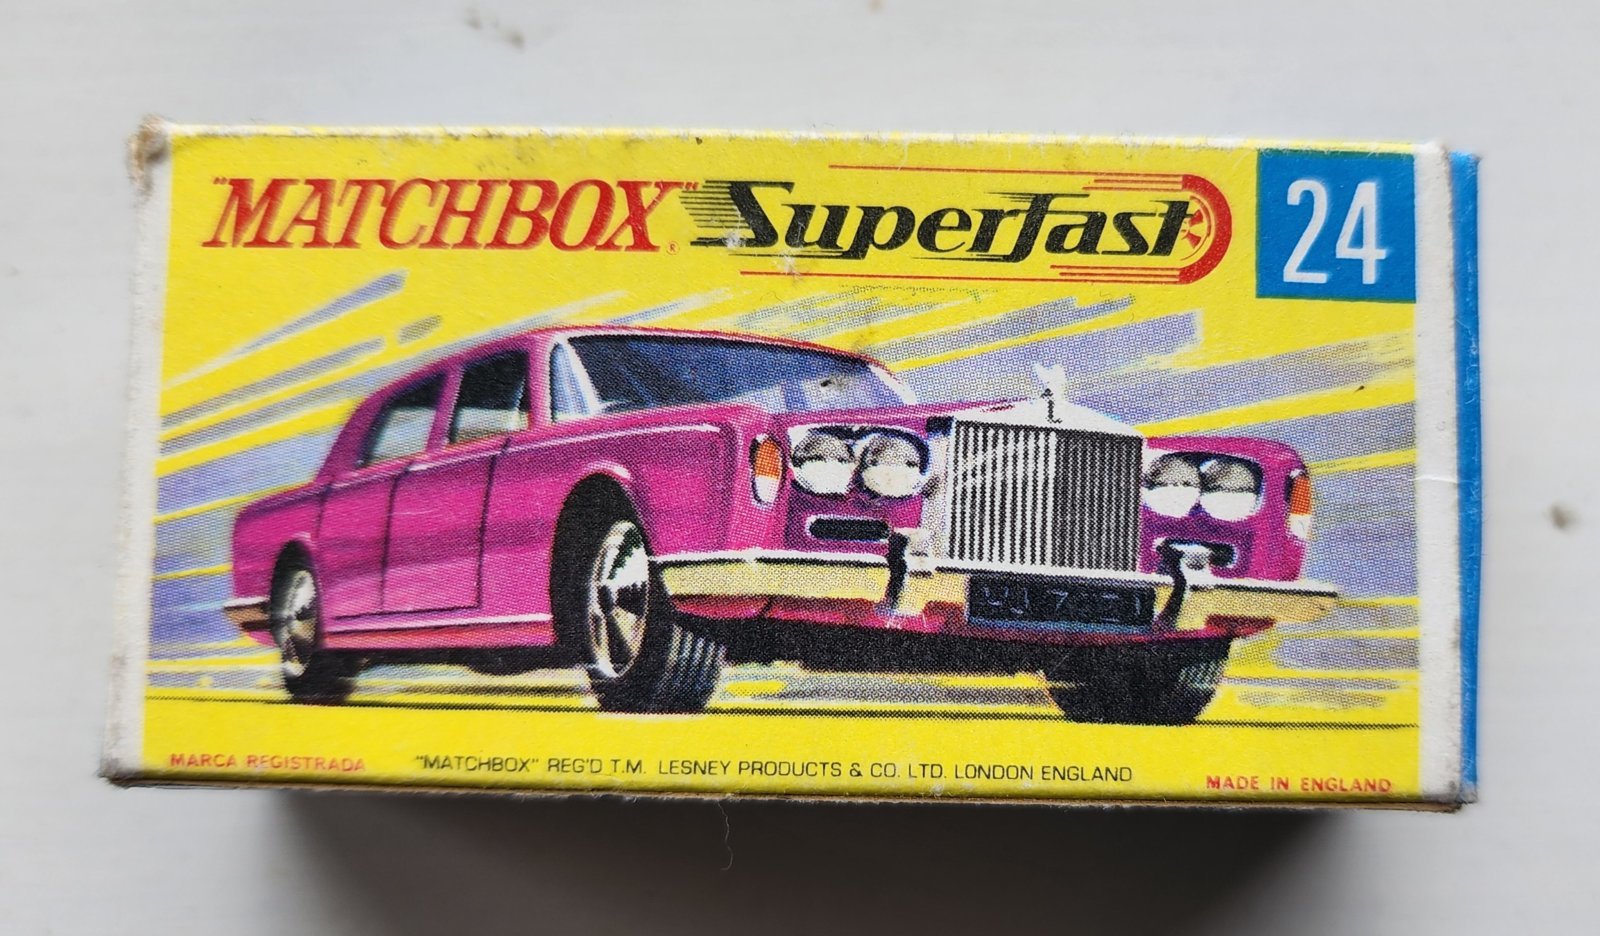 "MATCHBOX"® Superfast 24
MARCA REGISTRADA "MATCHBOX" REG'D T.M. LESNEY PRODUCTS & CO. LTD. LONDON ENGLAND MADE IN ENGLAND